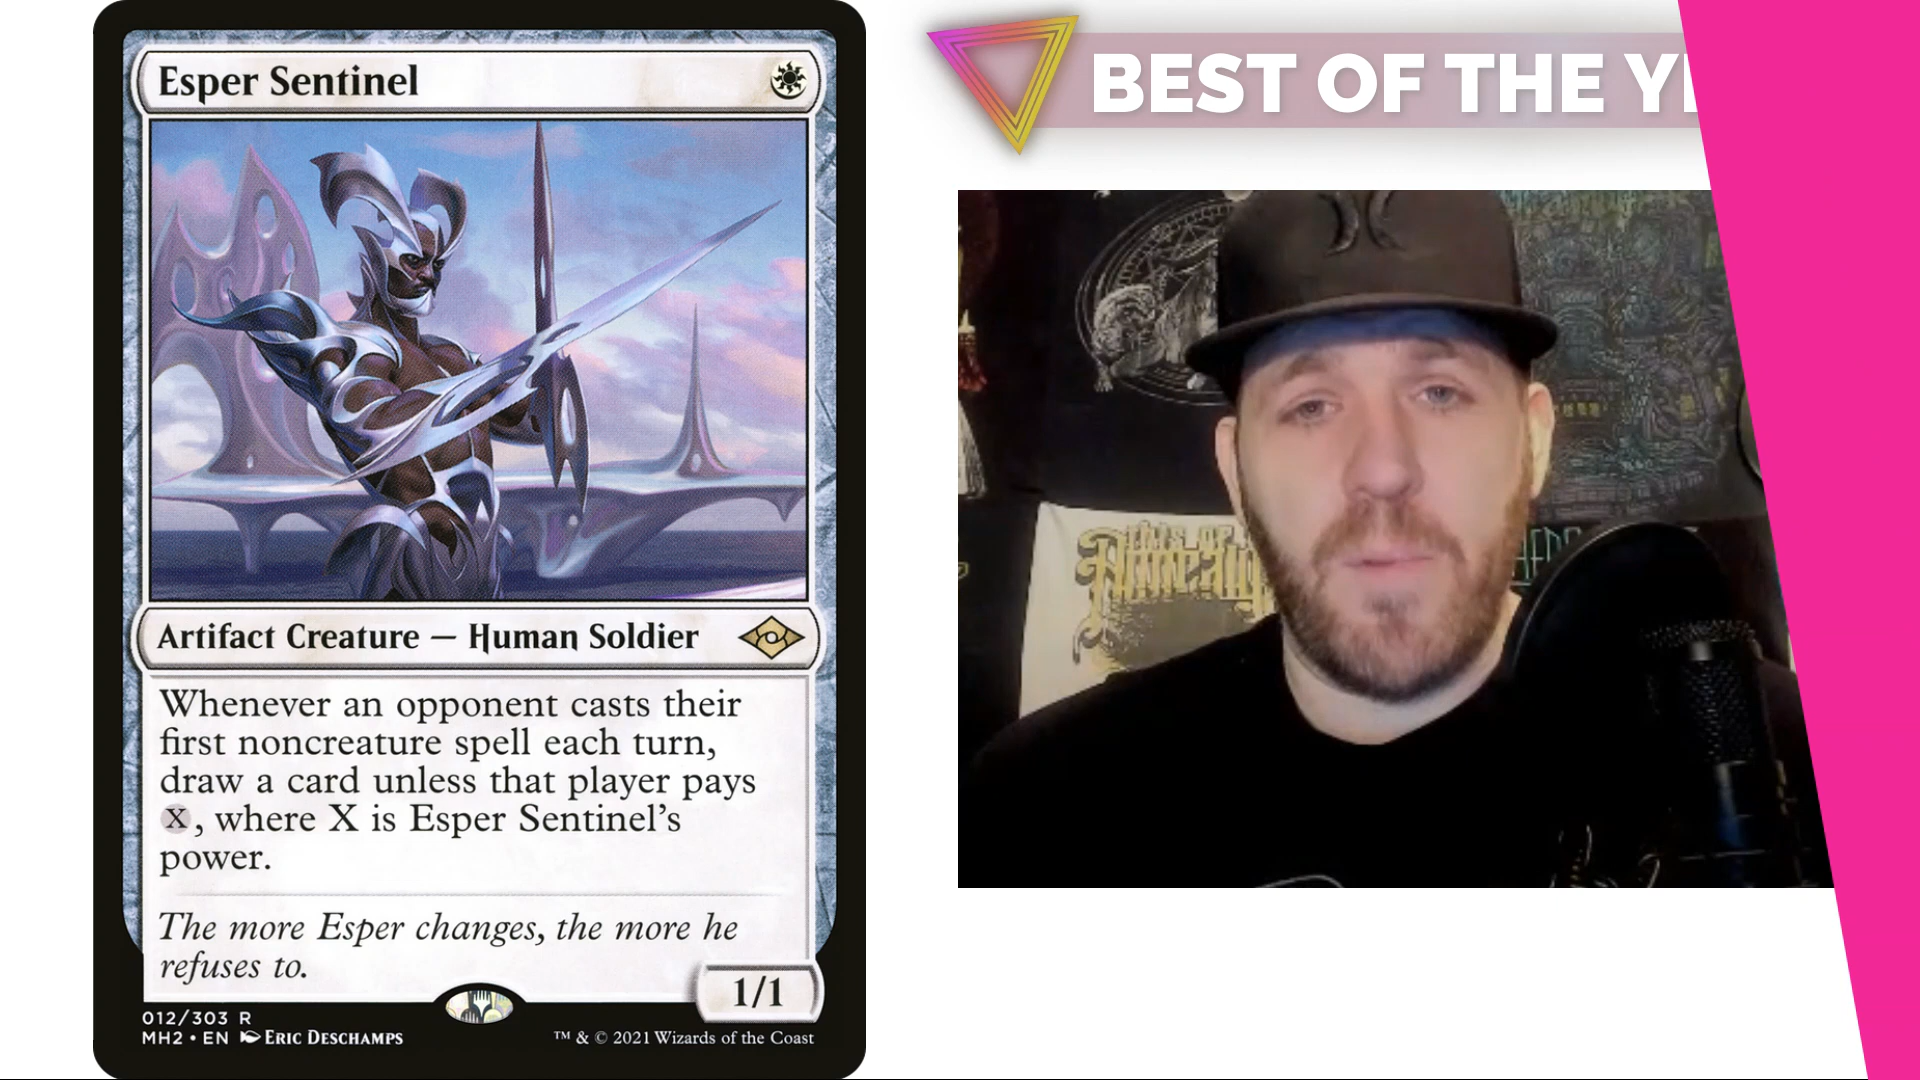 Esper Sentinel
BEST OF THE Y
Artifact Creature — Human Soldier
Whenever an opponent casts their
first noncreature spell each turn,
draw a card unless that player pays
X, where X is Esper Sentinel's
power.
The more Esper changes, the more he
refuses to.
1/1
012/303 R
MH2 • EN Eric Deschamps
™ & © 2021 Wizards of the Coast